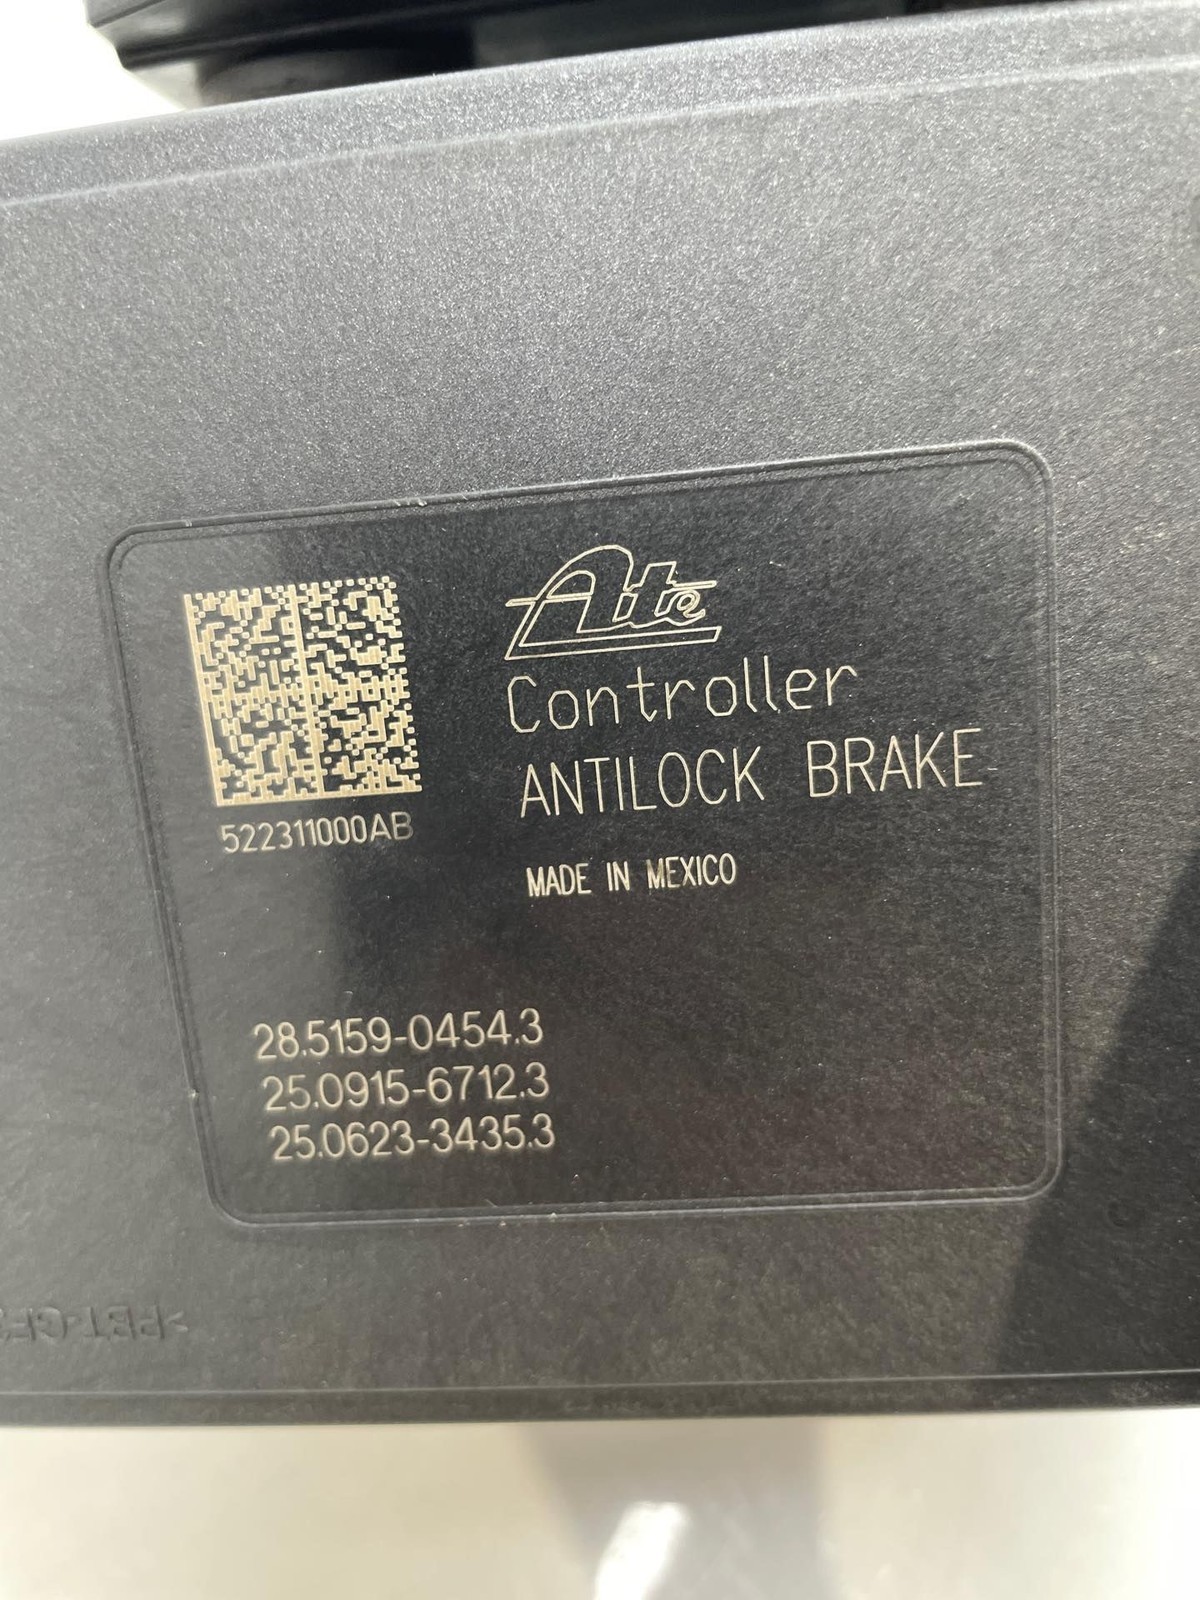 Ate
Controller
ANTILOCK BRAKE
522311000AB
MADE IN MEXICO
28.5159-0454.3
25.0915-6712.3
25.0623-3435.3